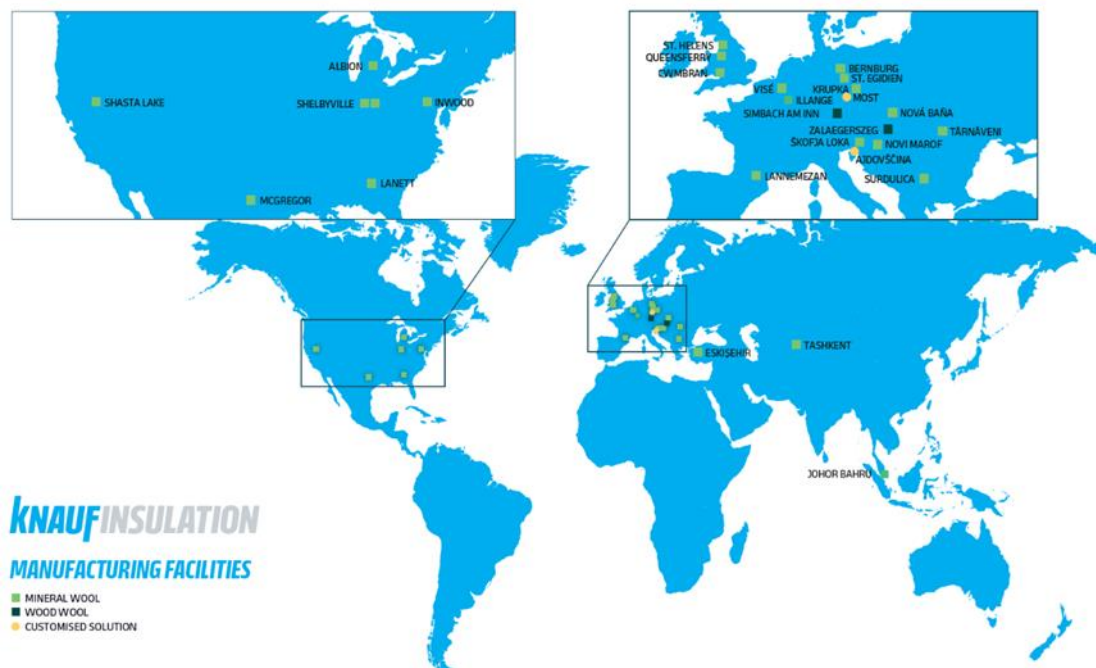 ALBION
SHASTA LAKE
SHELBYVILLE
INWOOD
LANETT
MCGREGOR
ST. HELENS
QUEENSFERRY
CWMBRAN
BERNBURG
ST. EGIDIEN
VISÉ
KRUPKA
MOST
ILLANGE
SIMBACH AM INN
NOVÁ BAŇA
ZALAEGERSZEG
TÂRNĂVENI
ŠKOFJA LOKA
NOVI MAROF
AJDOVŠČINA
LANNEMEZAN
SURDULICA
ESKIŞEHIR
TASHKENT
JOHOR BAHRU
KNAUFINSULATION
MANUFACTURING FACILITIES
MINERAL WOOL
WOOD WOOL
CUSTOMISED SOLUTION